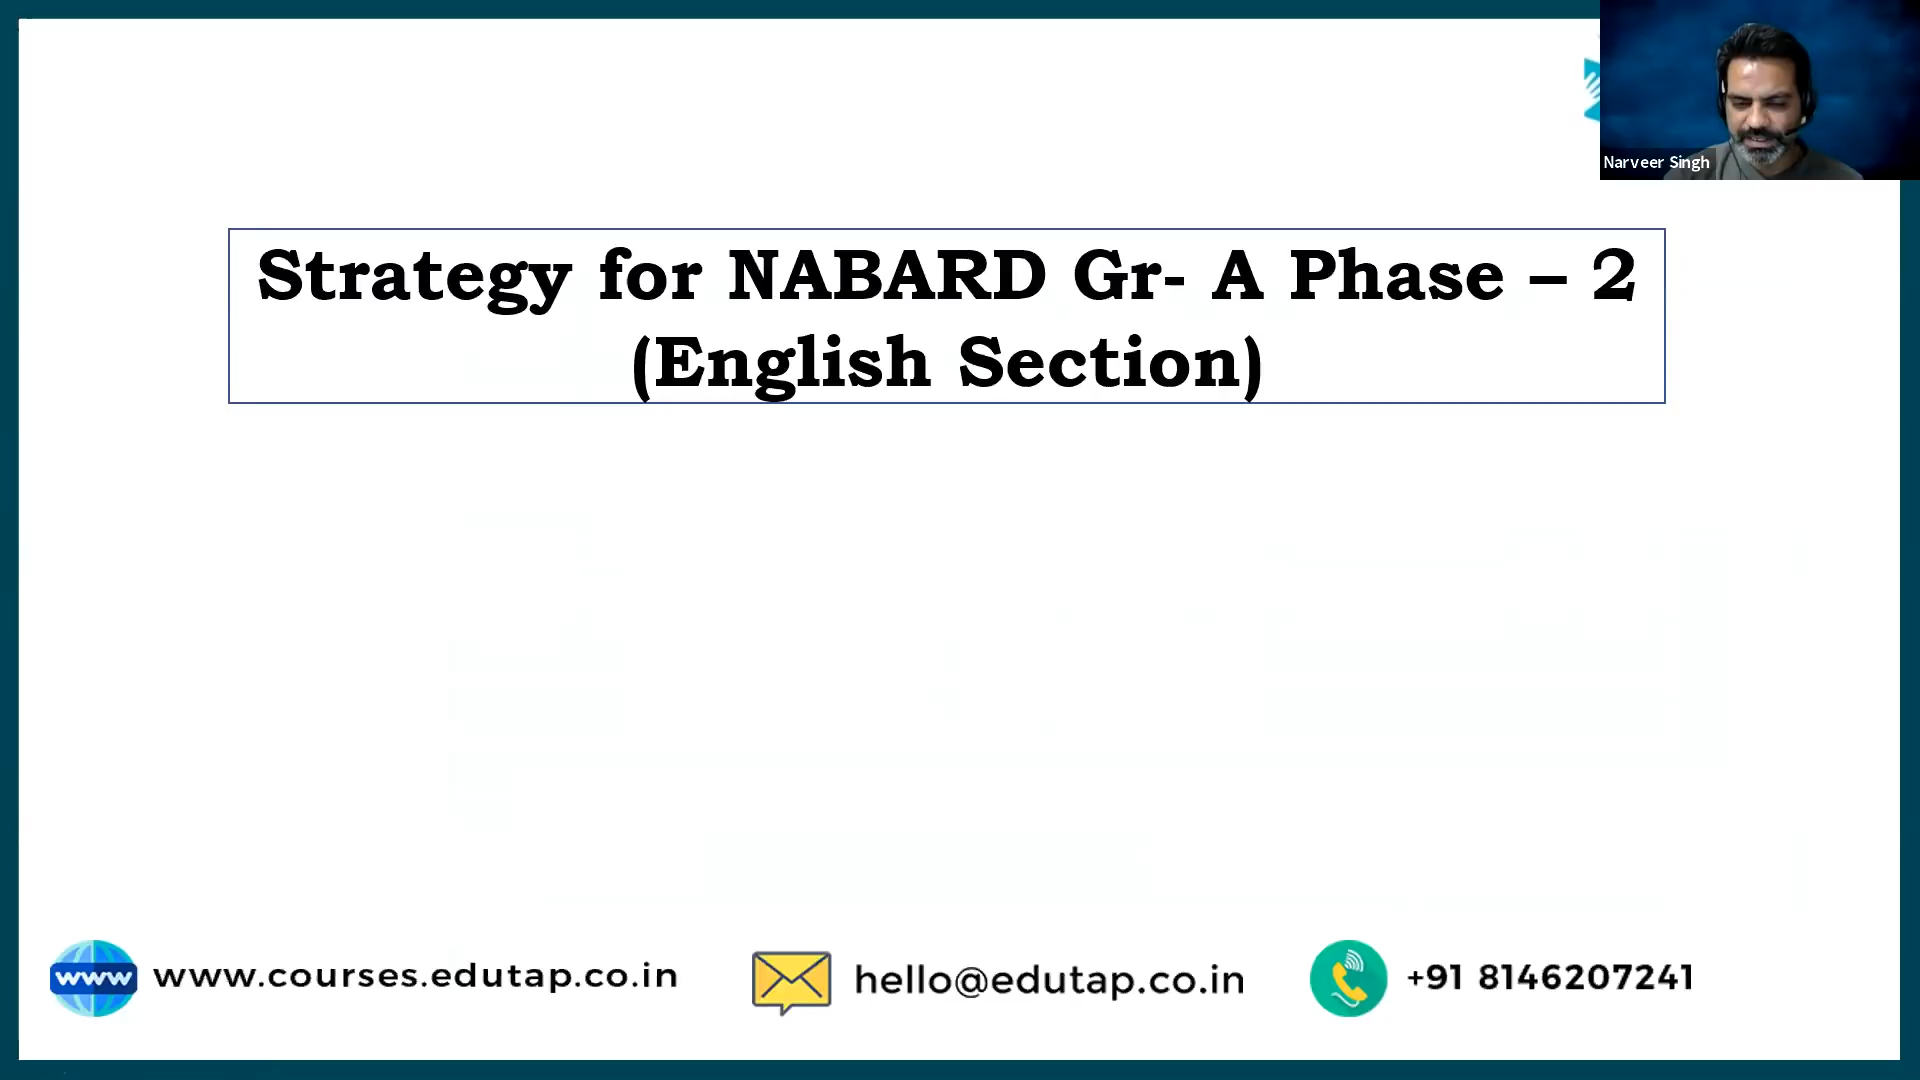 Narveer Singh
Strategy for NABARD Gr- A Phase – 2
(English Section)
www
www.courses.edutap.co.in
hello@edutap.co.in
+91 8146207241